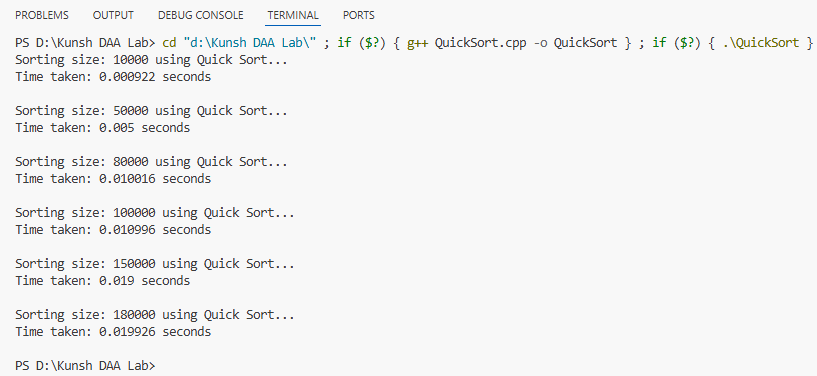 PROBLEMS OUTPUT DEBUG CONSOLE TERMINAL PORTS
PS D:\Kunsh DAA Lab> cd "d:\Kunsh DAA Lab\" ; if ($?) { g++ QuickSort.cpp -o QuickSort } ; if ($?) { .\QuickSort }
Sorting size: 10000 using Quick Sort...
Time taken: 0.000922 seconds
Sorting size: 50000 using Quick Sort...
Time taken: 0.005 seconds
Sorting size: 80000 using Quick Sort...
Time taken: 0.010016 seconds
Sorting size: 100000 using Quick Sort...
Time taken: 0.010996 seconds
Sorting size: 150000 using Quick Sort...
Time taken: 0.019 seconds
Sorting size: 180000 using Quick Sort...
Time taken: 0.019926 seconds
PS D:\Kunsh DAA Lab>